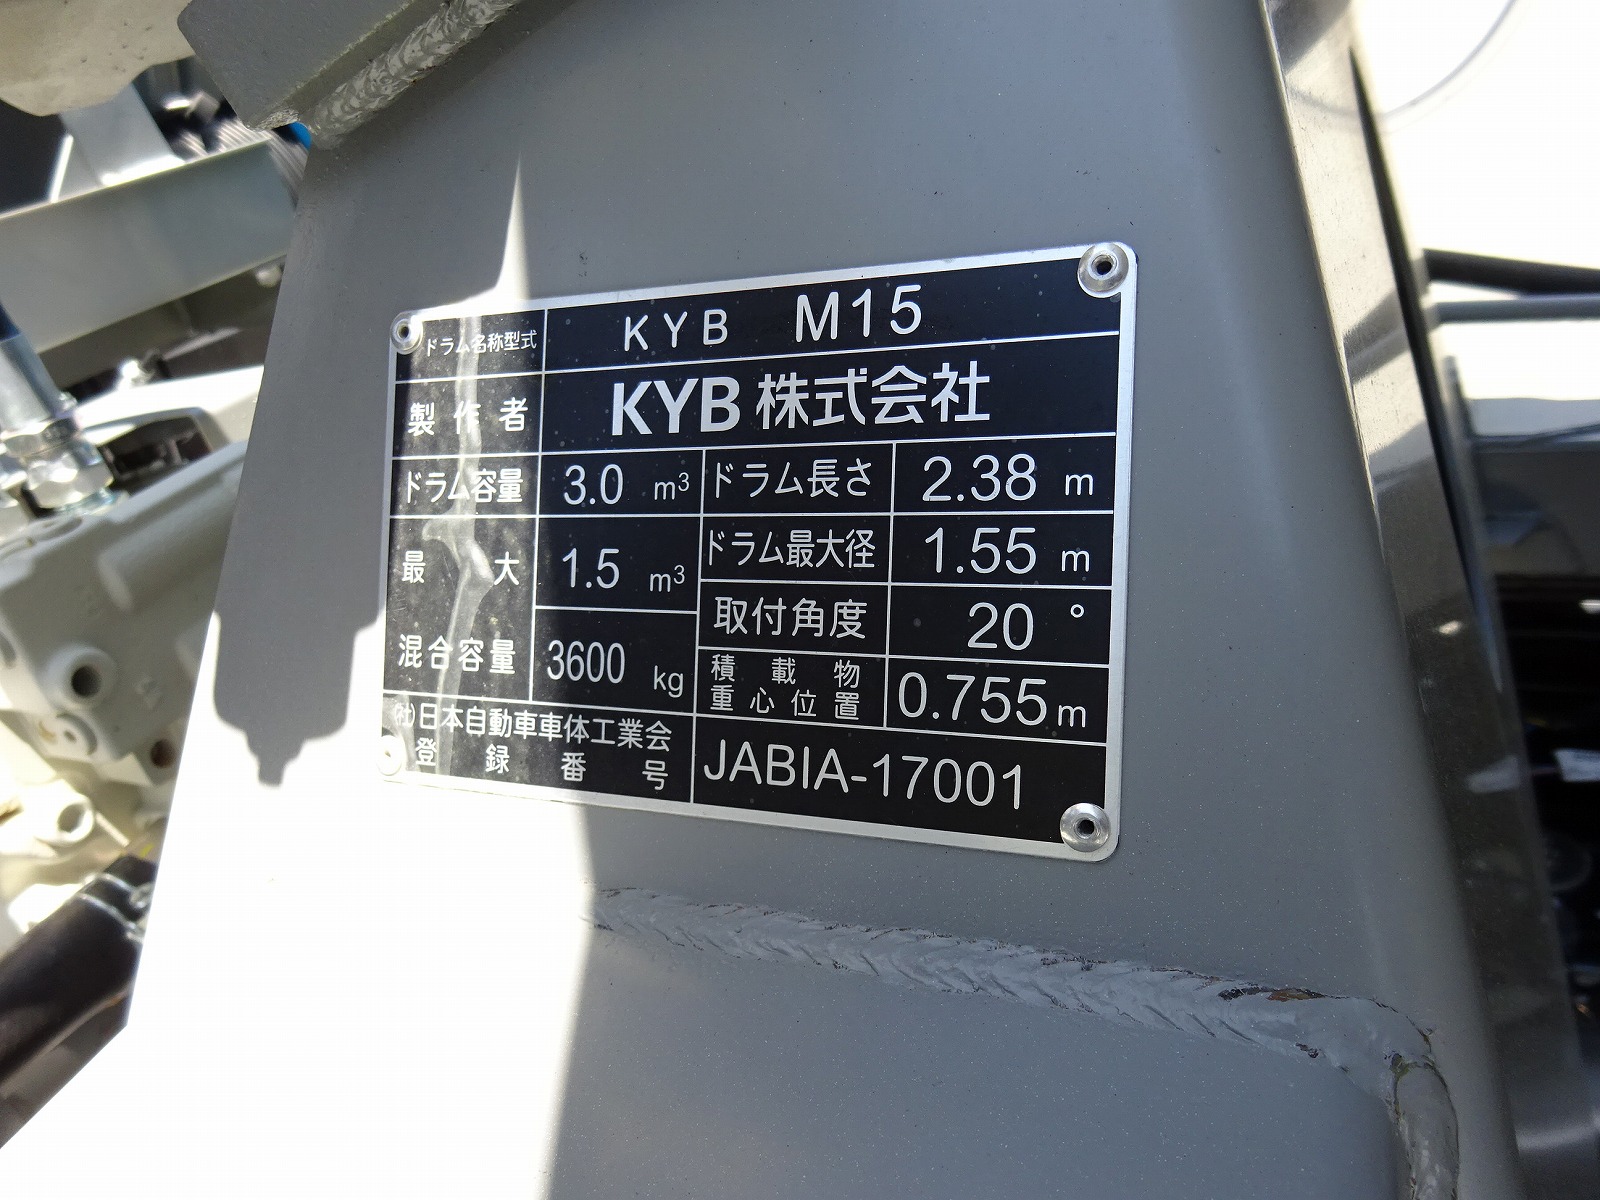 ドラム名称型式 KYB M15
製作者 KYB 株式会社
ドラム容量 3.0 m³ ドラム長さ 2.38 m
最大混合容量 1.5 m³ ドラム最大径 1.55 m
3600 kg 取付角度 20°
積載物重心位置 0.755m
(社)日本自動車車体工業会
登録番号 JABIA-17001